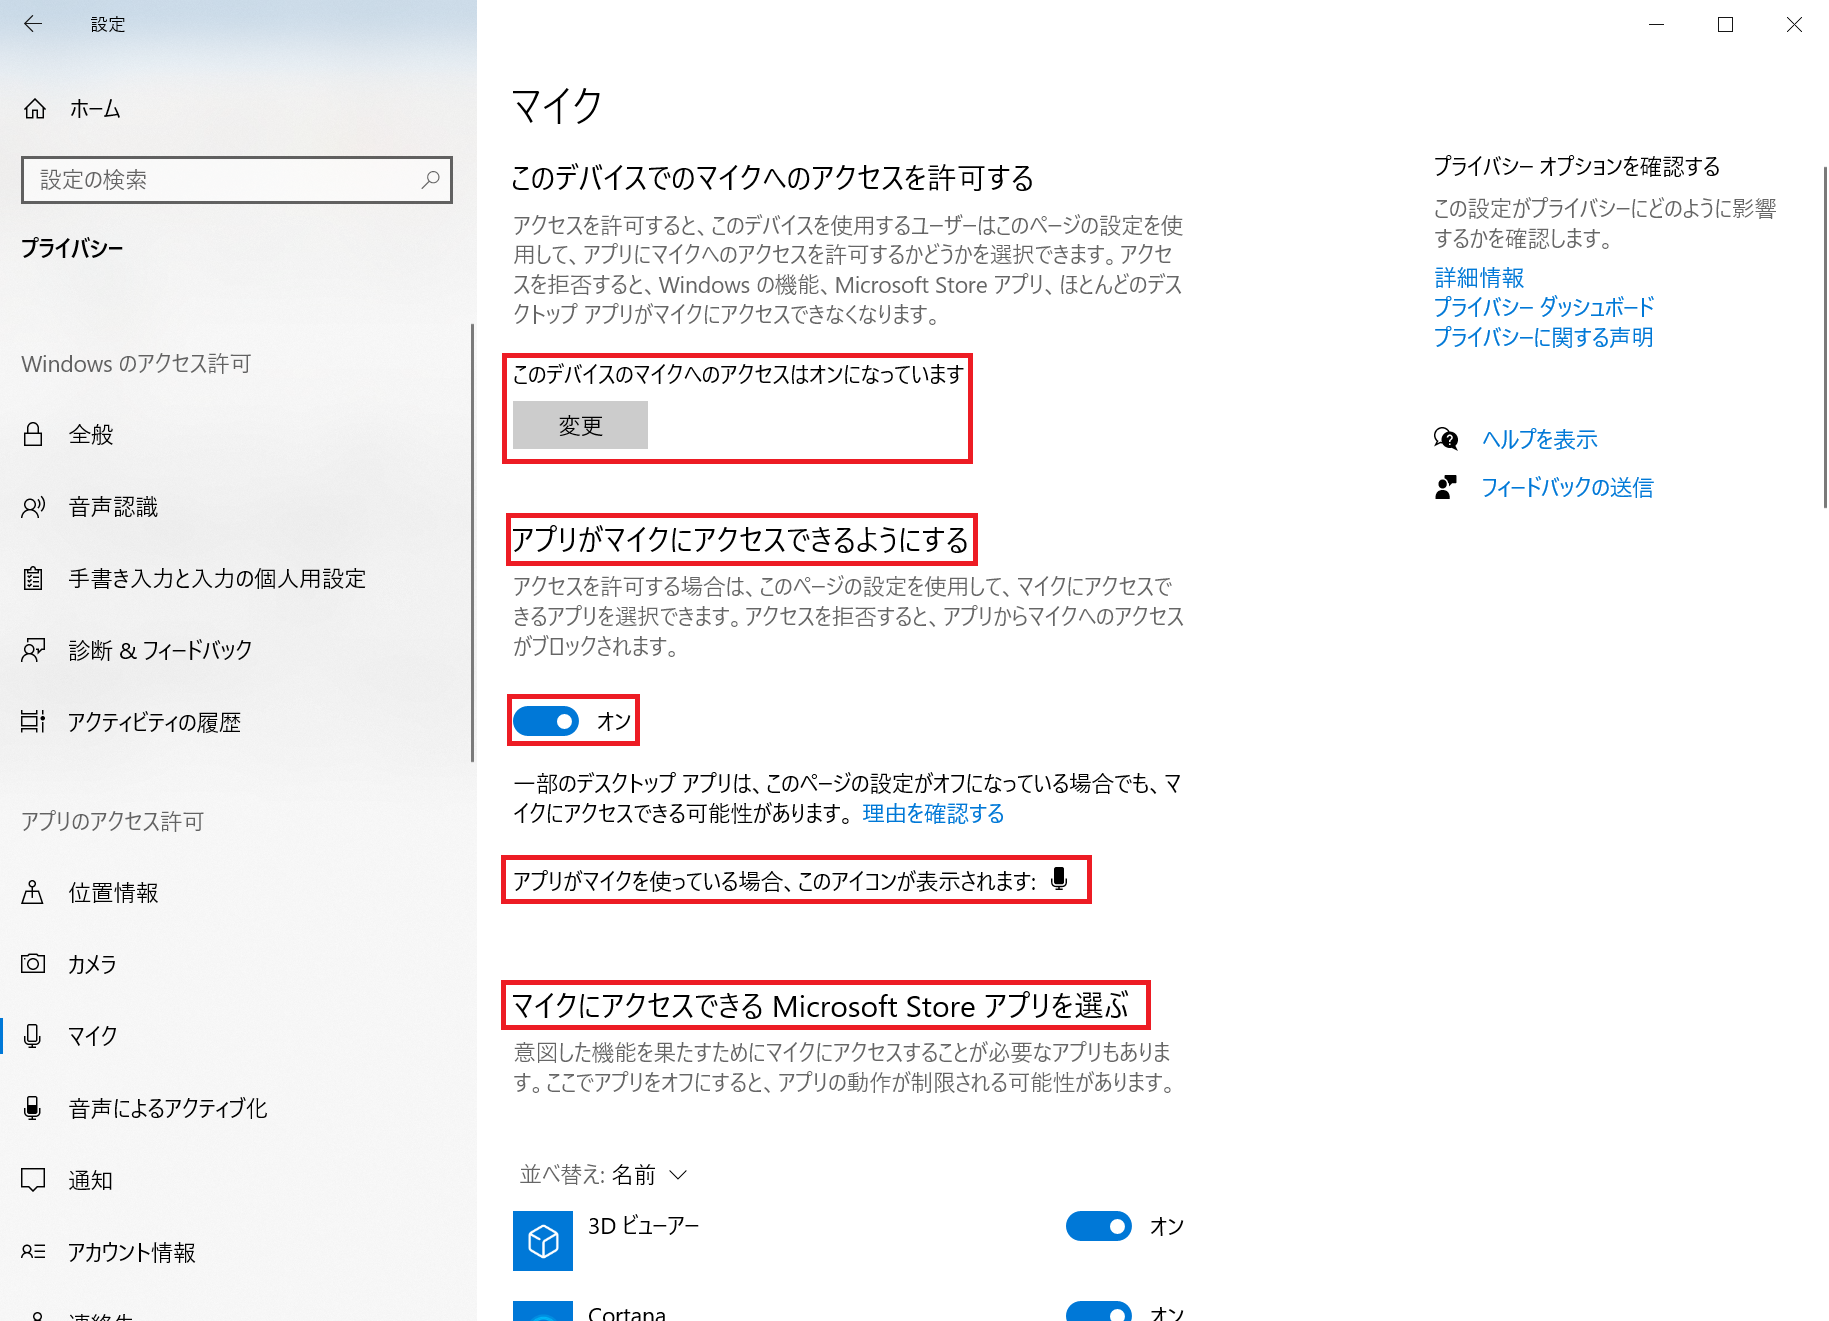 設定
ホーム
設定の検索
プライバシー
Windows のアクセス許可
全般
音声認識
手書き入力と入力の個人用設定
診断 & フィードバック
アクティビティの履歴
アプリのアクセス許可
位置情報
カメラ
マイク
音声によるアクティブ化
通知
アカウント情報
連絡先
マイク
このデバイスでのマイクへのアクセスを許可する
アクセスを許可すると、このデバイスを使用するユーザーはこのページの設定を使
用して、アプリにマイクへのアクセスを許可するかどうかを選択できます。アクセ
スを拒否すると、Windows の機能、Microsoft Store アプリ、ほとんどのデス
クトップ アプリがマイクにアクセスできなくなります。
このデバイスのマイクへのアクセスはオンになっています
変更
アプリがマイクにアクセスできるようにする
アクセスを許可する場合は、このページの設定を使用して、マイクにアクセスで
きるアプリを選択できます。アクセスを拒否すると、アプリからマイクへのアクセス
がブロックされます。
オン
一部のデスクトップ アプリは、このページの設定がオフになっている場合でも、マ
イクにアクセスできる可能性があります。 理由を確認する
アプリがマイクを使っている場合、このアイコンが表示されます:
マイクにアクセスできる Microsoft Store アプリを選ぶ
意図した機能を果たすためにマイクにアクセスすることが必要なアプリもありま
す。ここでアプリをオフにすると、アプリの動作が制限される可能性があります。
並べ替え: 名前
3D ビューアー オン
Cortana オン
プライバシー オプションを確認する
この設定がプライバシーにどのように影響
するかを確認します。
詳細情報
プライバシー ダッシュボード
プライバシーに関する声明
ヘルプを表示
フィードバックの送信